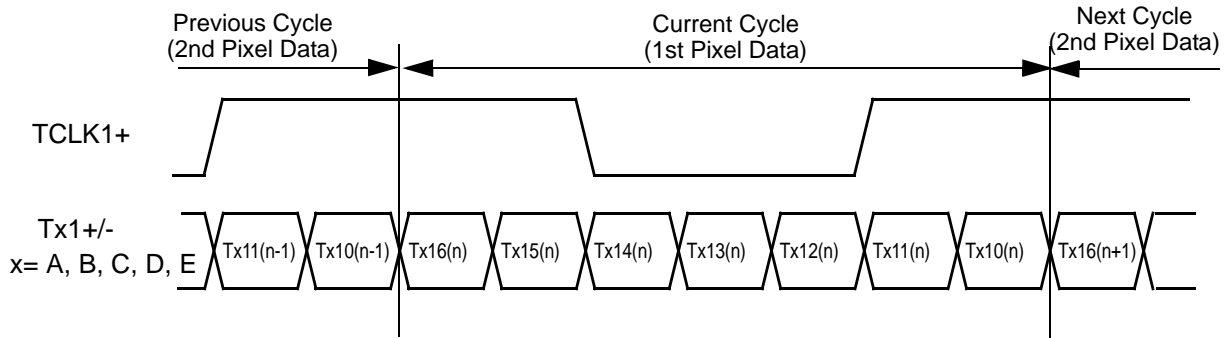 Previous Cycle
(2nd Pixel Data)
Current Cycle
(1st Pixel Data)
Next Cycle
(2nd Pixel Data)
TCLK1+
Tx1+/-
x= A, B, C, D, E
Tx11(n-1) Tx10(n-1) Tx16(n) Tx15(n) Tx14(n) Tx13(n) Tx12(n) Tx11(n) Tx10(n) Tx16(n+1)